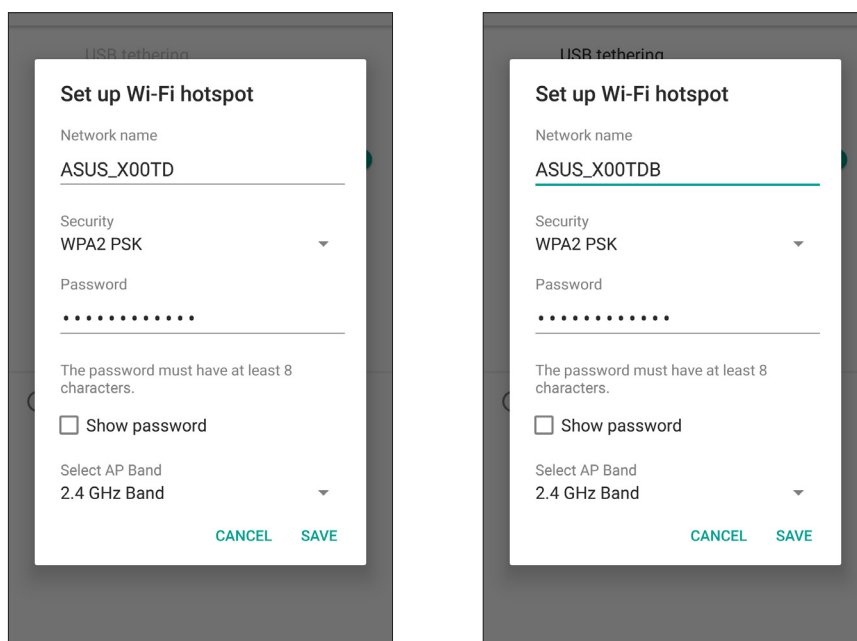 USB tethering
Set up Wi-Fi hotspot
Network name
ASUS_X00TD
Security
WPA2 PSK
Password
••••••••••••
The password must have at least 8
characters.
Show password
Select AP Band
2.4 GHz Band
CANCEL SAVE
USB tethering
Set up Wi-Fi hotspot
Network name
ASUS_X00TDB
Security
WPA2 PSK
Password
••••••••••••
The password must have at least 8
characters.
Show password
Select AP Band
2.4 GHz Band
CANCEL SAVE